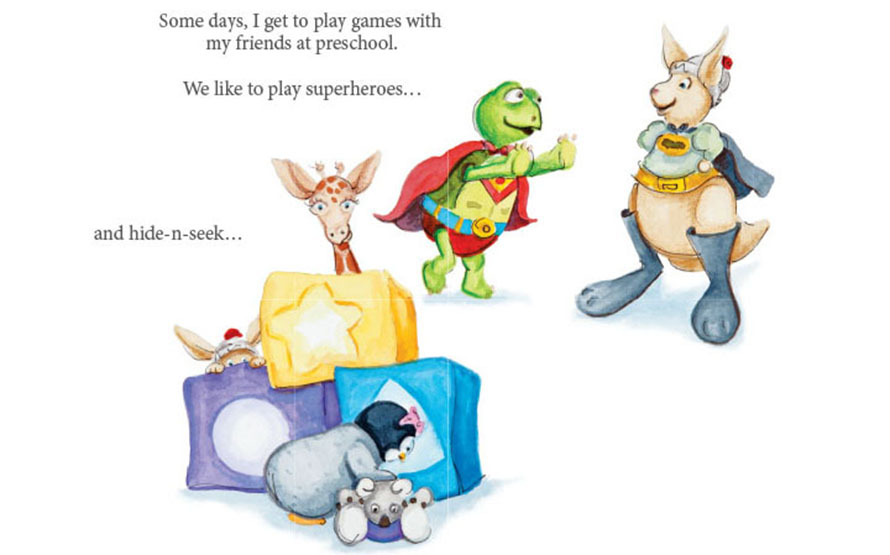 Some days, I get to play games with
my friends at preschool.
We like to play superheroes…
and hide-n-seek…